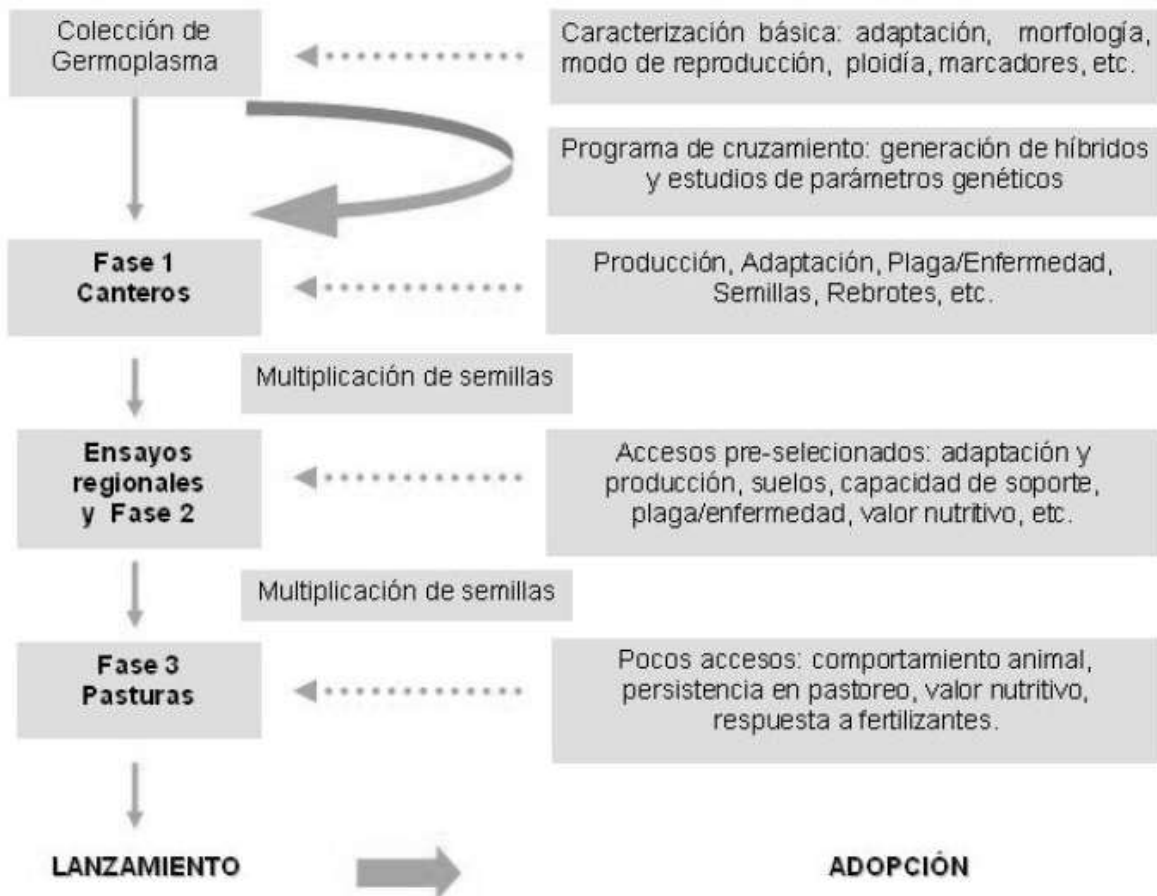 Colección de
Germoplasma
Caracterización básica: adaptación, morfología,
modo de reproducción, ploidía, marcadores, etc.
Programa de cruzamiento: generación de híbridos
y estudios de parámetros genéticos
Fase 1
Canteros
Producción, Adaptación, Plaga/Enfermedad,
Semillas, Rebrotes, etc.
Multiplicación de semillas
Ensayos
regionales
y Fase 2
Accesos pre-selecionados: adaptación y
producción, suelos, capacidad de soporte,
plaga/enfermedad, valor nutritivo, etc.
Multiplicación de semillas
Fase 3
Pasturas
Pocos accesos: comportamiento animal,
persistencia en pastoreo, valor nutritivo,
respuesta a fertilizantes.
LANZAMIENTO
ADOPCIÓN